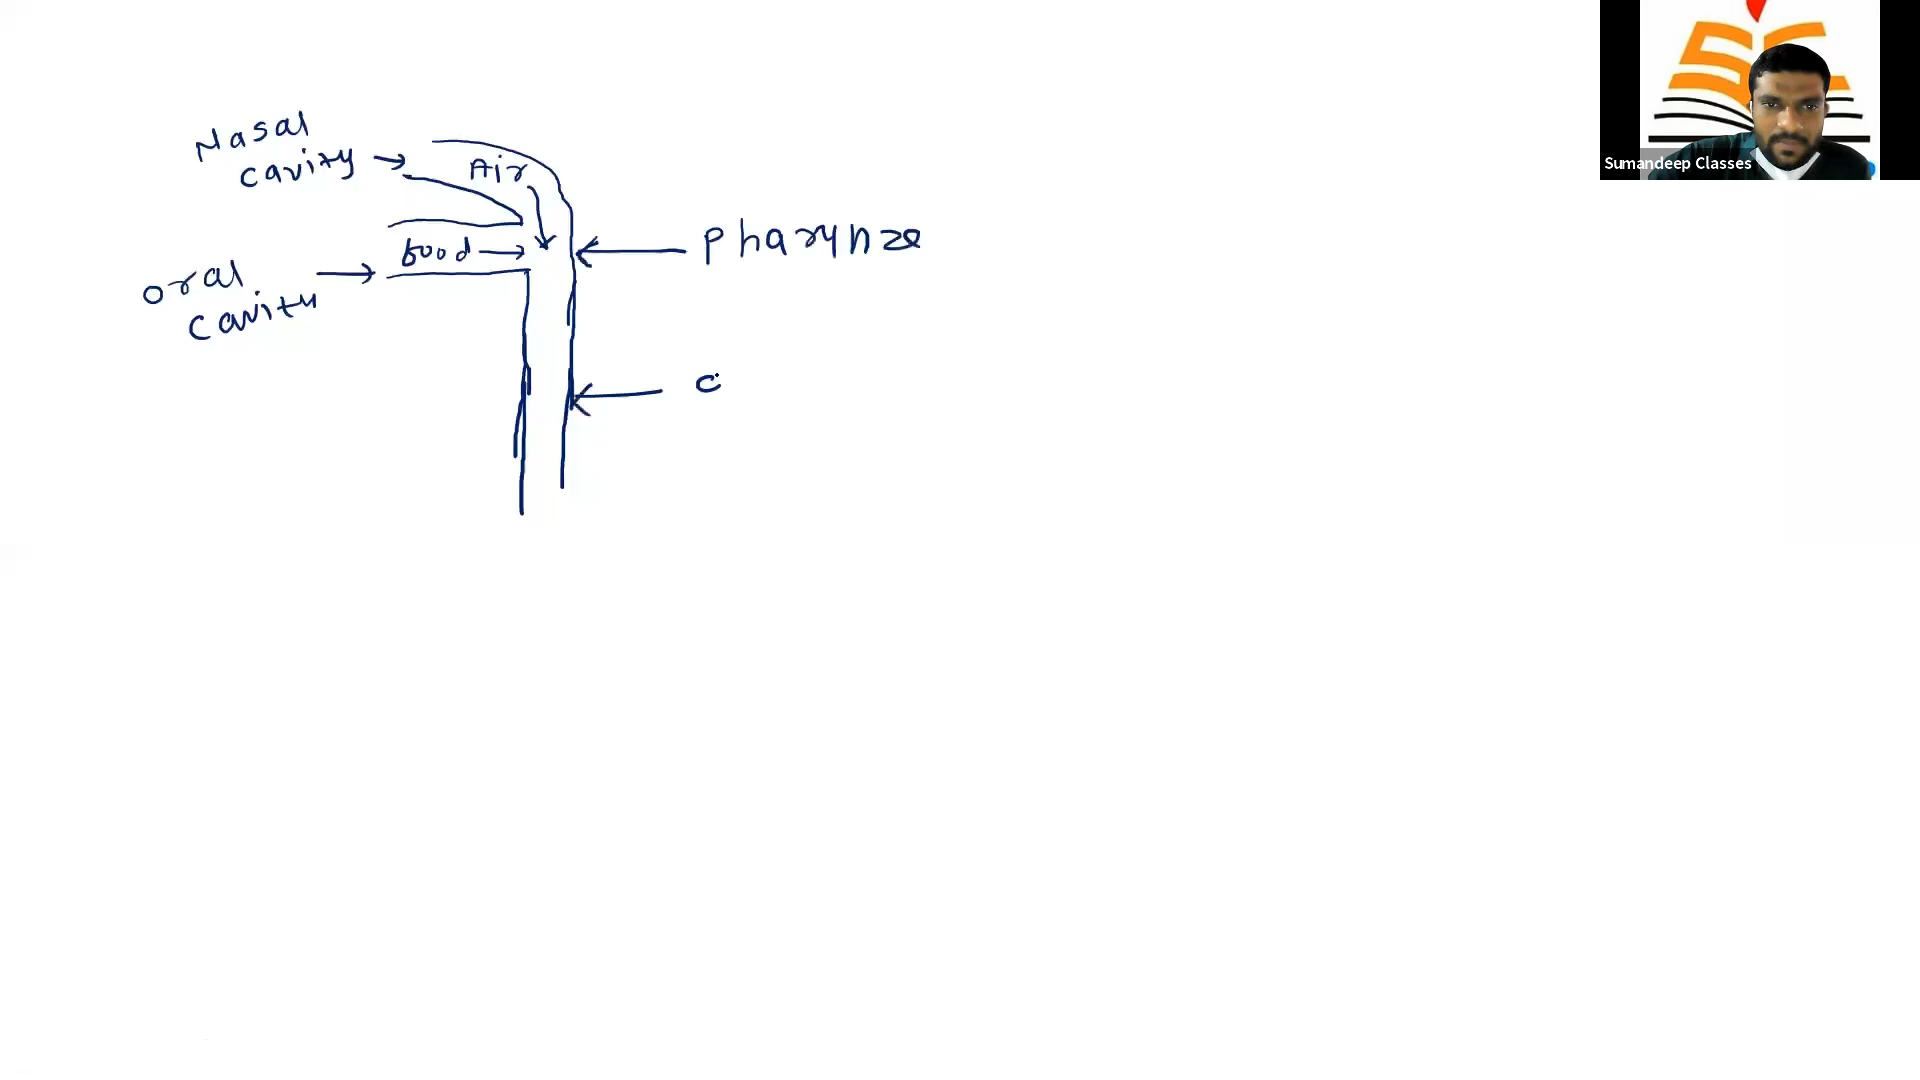 Nasal
cavity
Air
food
Pharynx
oral
cavity
c
Sumandeep Classes